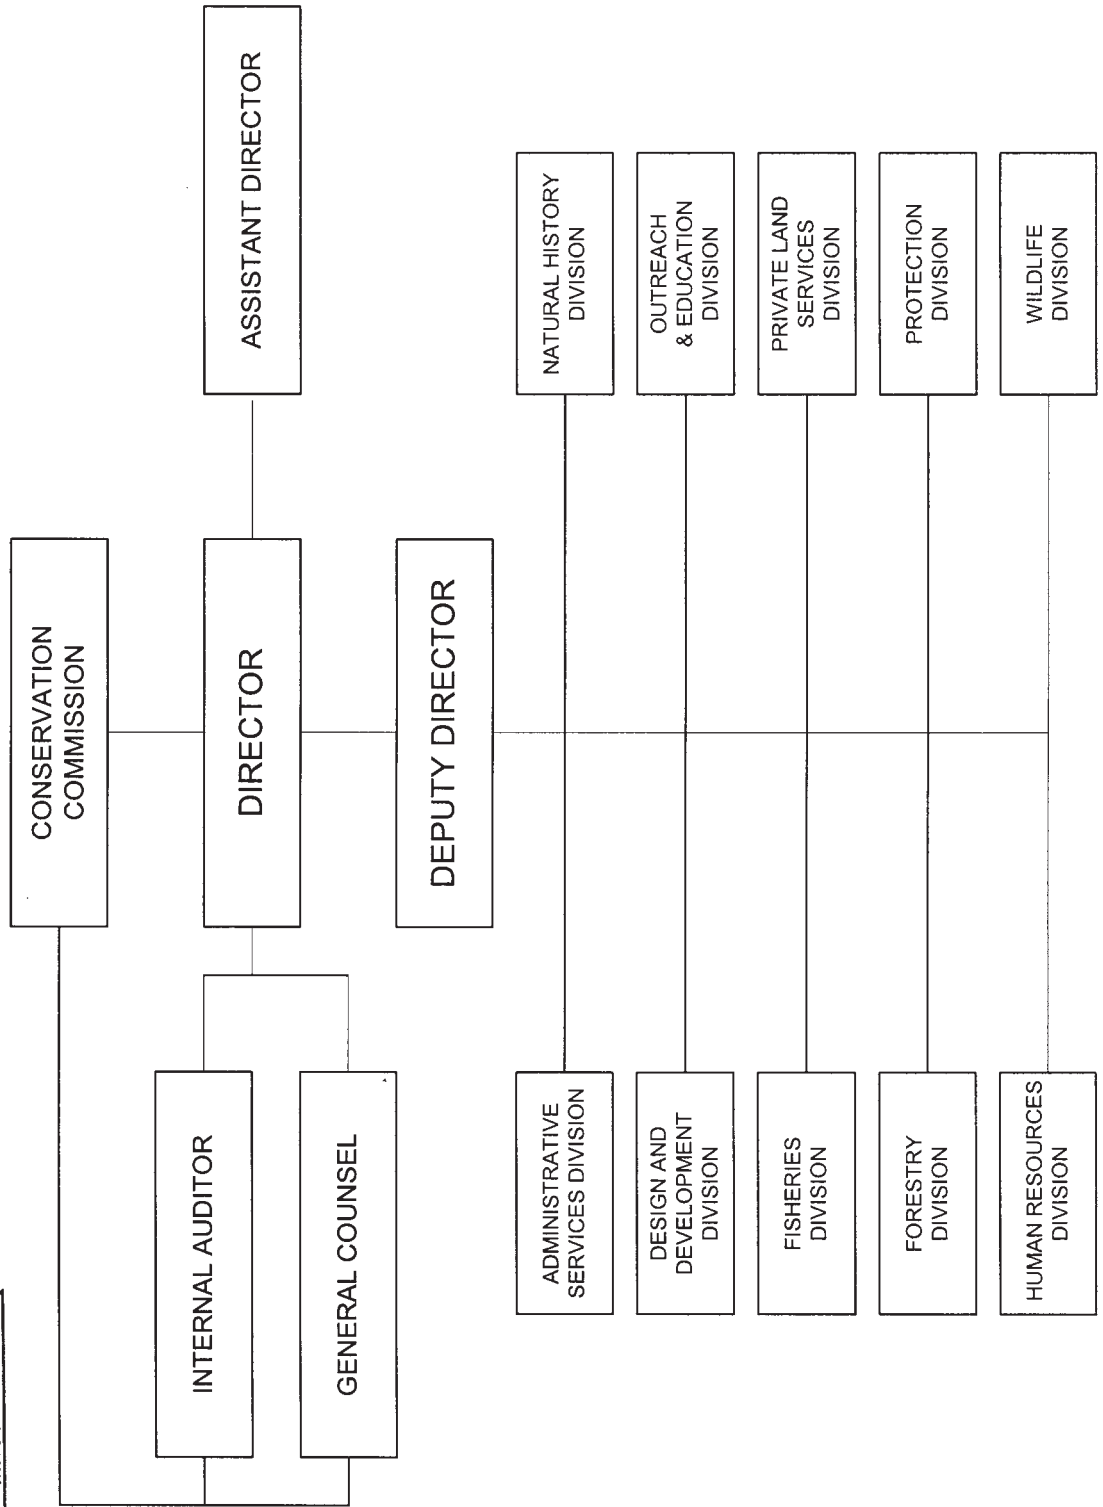 CONSERVATION
COMMISSION
DIRECTOR
ASSISTANT DIRECTOR
INTERNAL AUDITOR
GENERAL COUNSEL
DEPUTY DIRECTOR
ADMINISTRATIVE
SERVICES DIVISION
NATURAL HISTORY
DIVISION
DESIGN AND
DEVELOPMENT
DIVISION
OUTREACH
& EDUCATION
DIVISION
FISHERIES
DIVISION
PRIVATE LAND
SERVICES
DIVISION
FORESTRY
DIVISION
PROTECTION
DIVISION
HUMAN RESOURCES
DIVISION
WILDLIFE
DIVISION